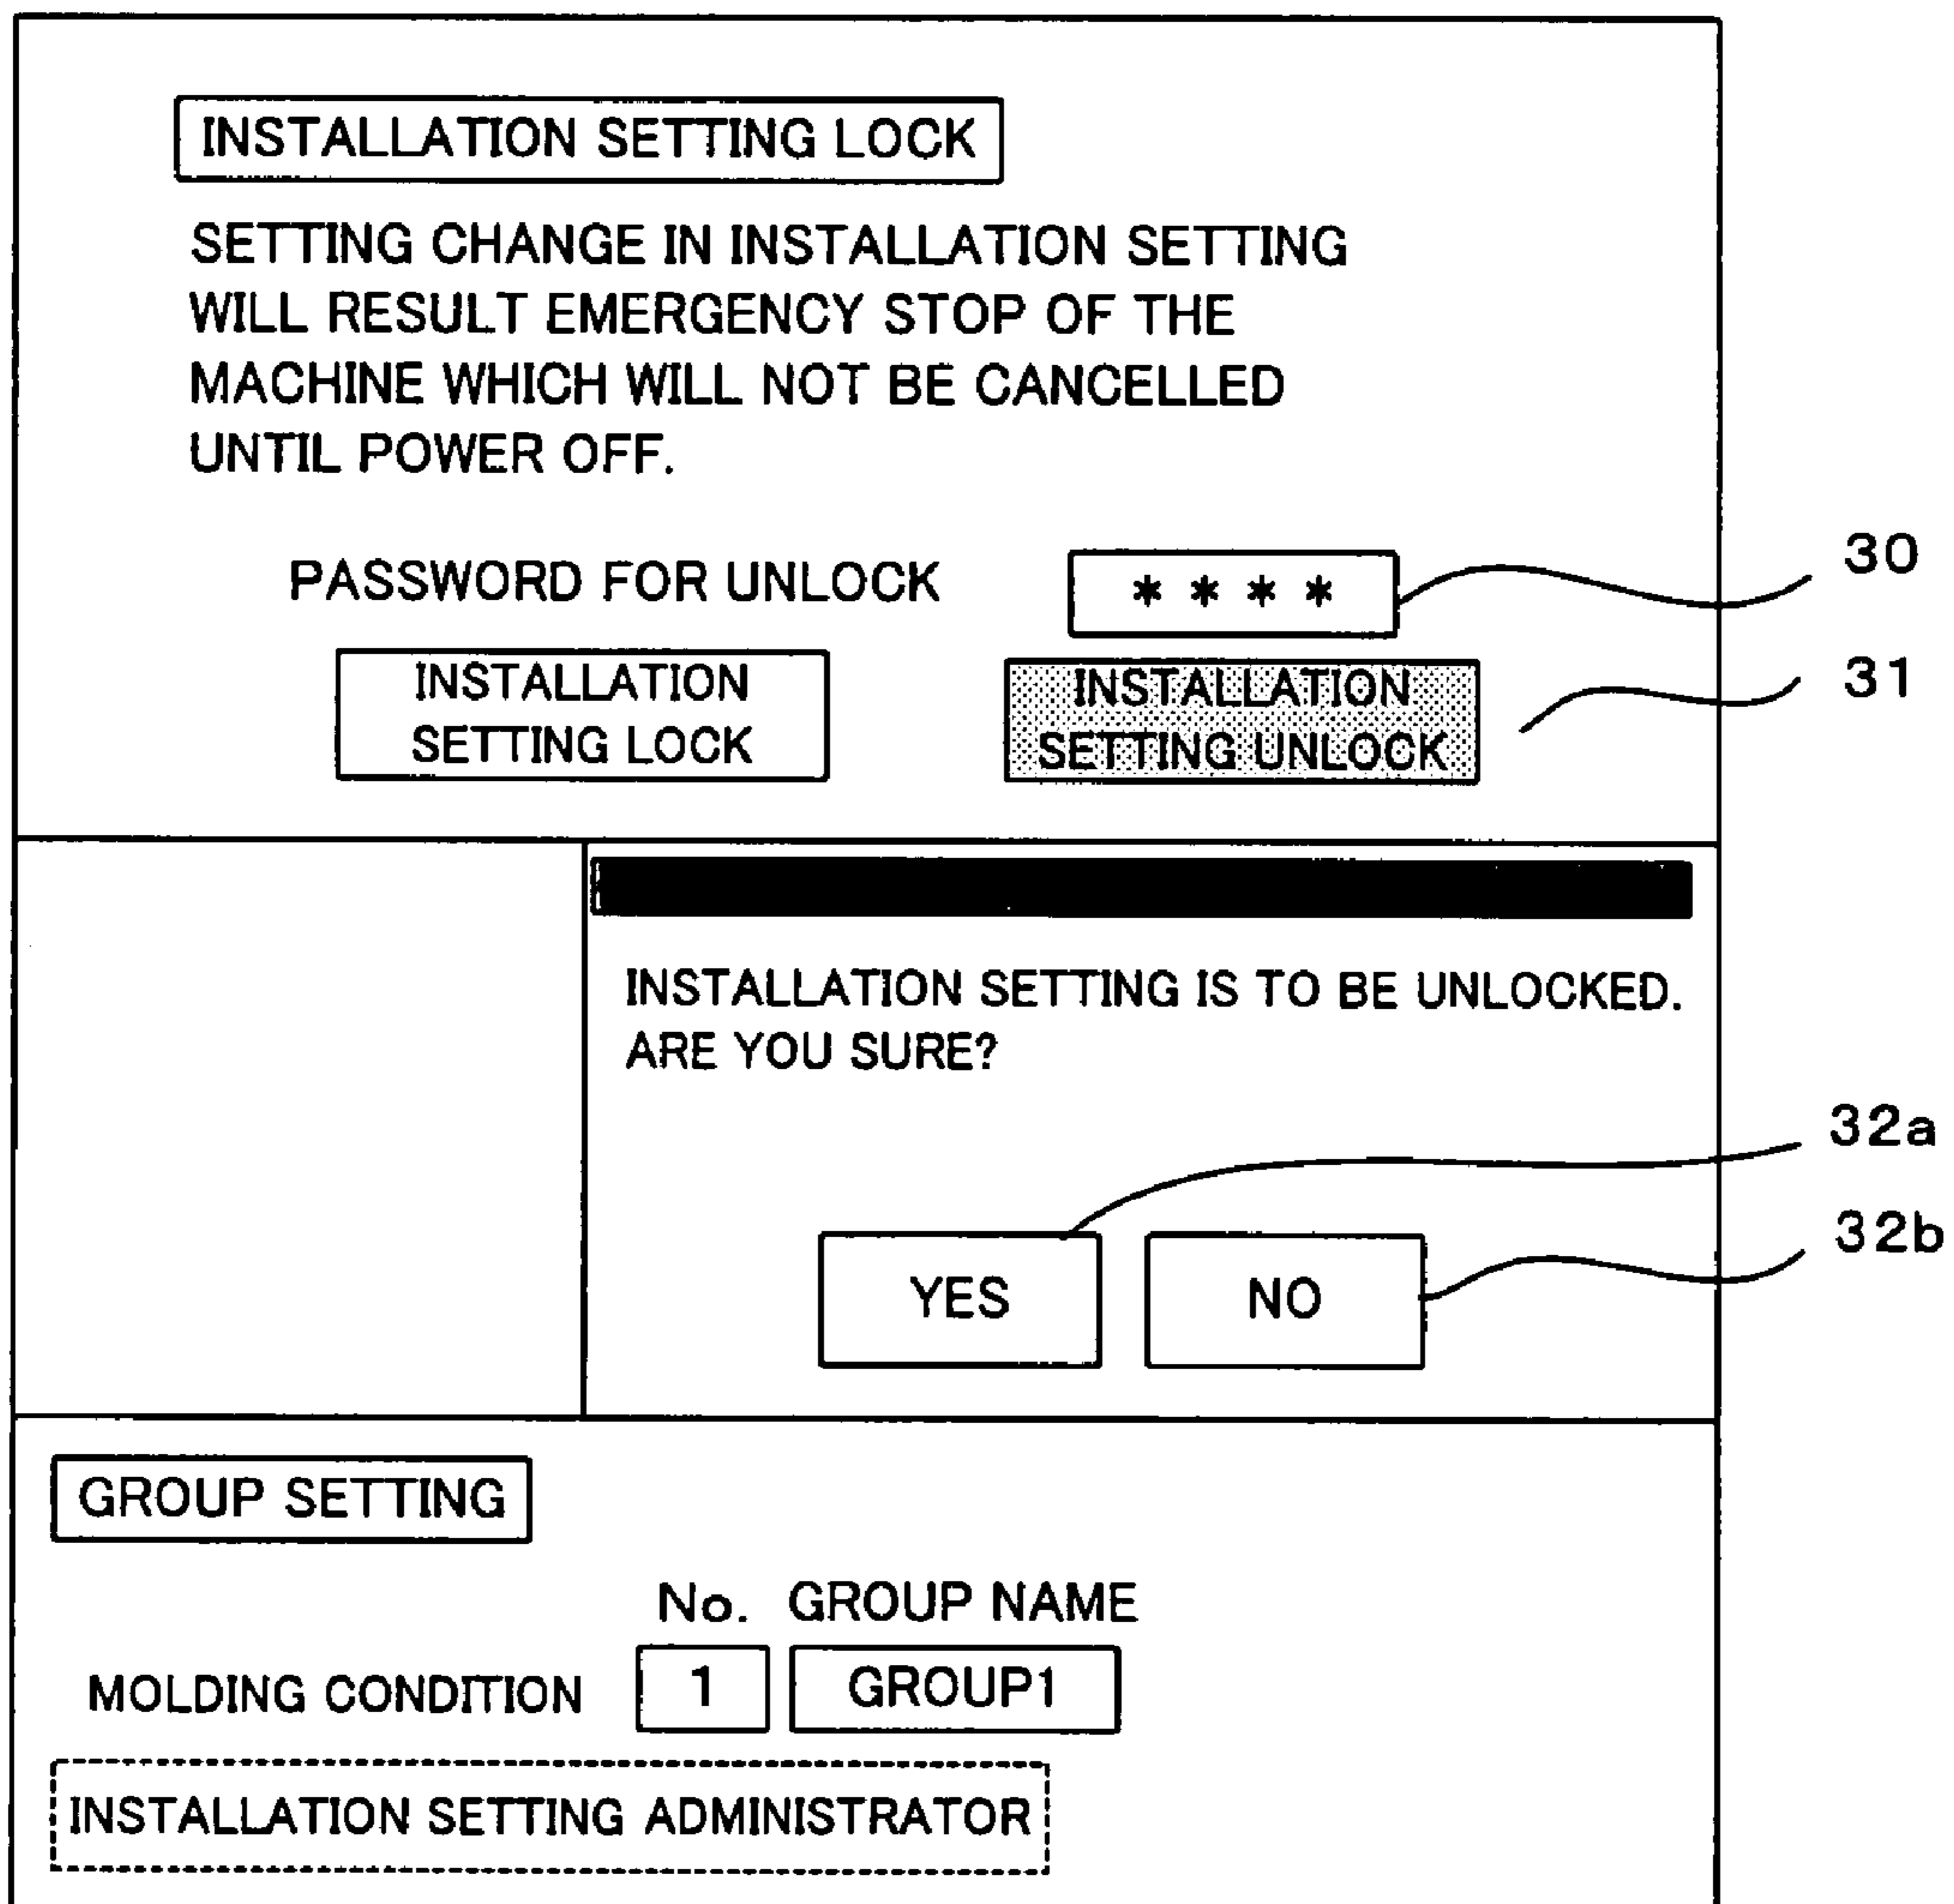 INSTALLATION SETTING LOCK
SETTING CHANGE IN INSTALLATION SETTING
WILL RESULT EMERGENCY STOP OF THE
MACHINE WHICH WILL NOT BE CANCELLED
UNTIL POWER OFF.
PASSWORD FOR UNLOCK
* * * *
30
INSTALLATION
SETTING LOCK
INSTALLATION
SETTING UNLOCK
31
INSTALLATION SETTING IS TO BE UNLOCKED.
ARE YOU SURE?
32a
32b
YES
NO
GROUP SETTING
No. GROUP NAME
MOLDING CONDITION 1 GROUP1
INSTALLATION SETTING ADMINISTRATOR